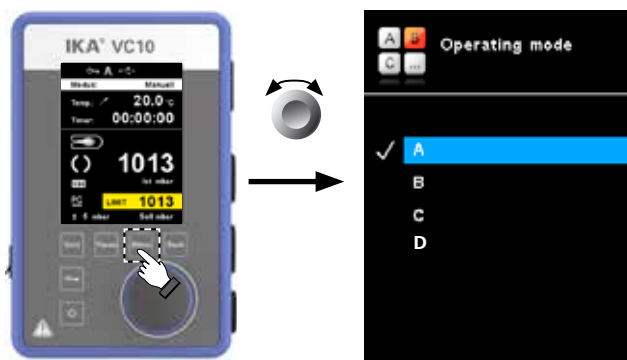 IKA® VC10
A
Modus: Manuell
Temp.: 20.0 °C
Timer: 00:00:00
1013
Ist mbar
PC LIMIT 1013
± 5 mbar Soll mbar
Menu
Back
A B
C ...
Operating mode
A
B
C
D